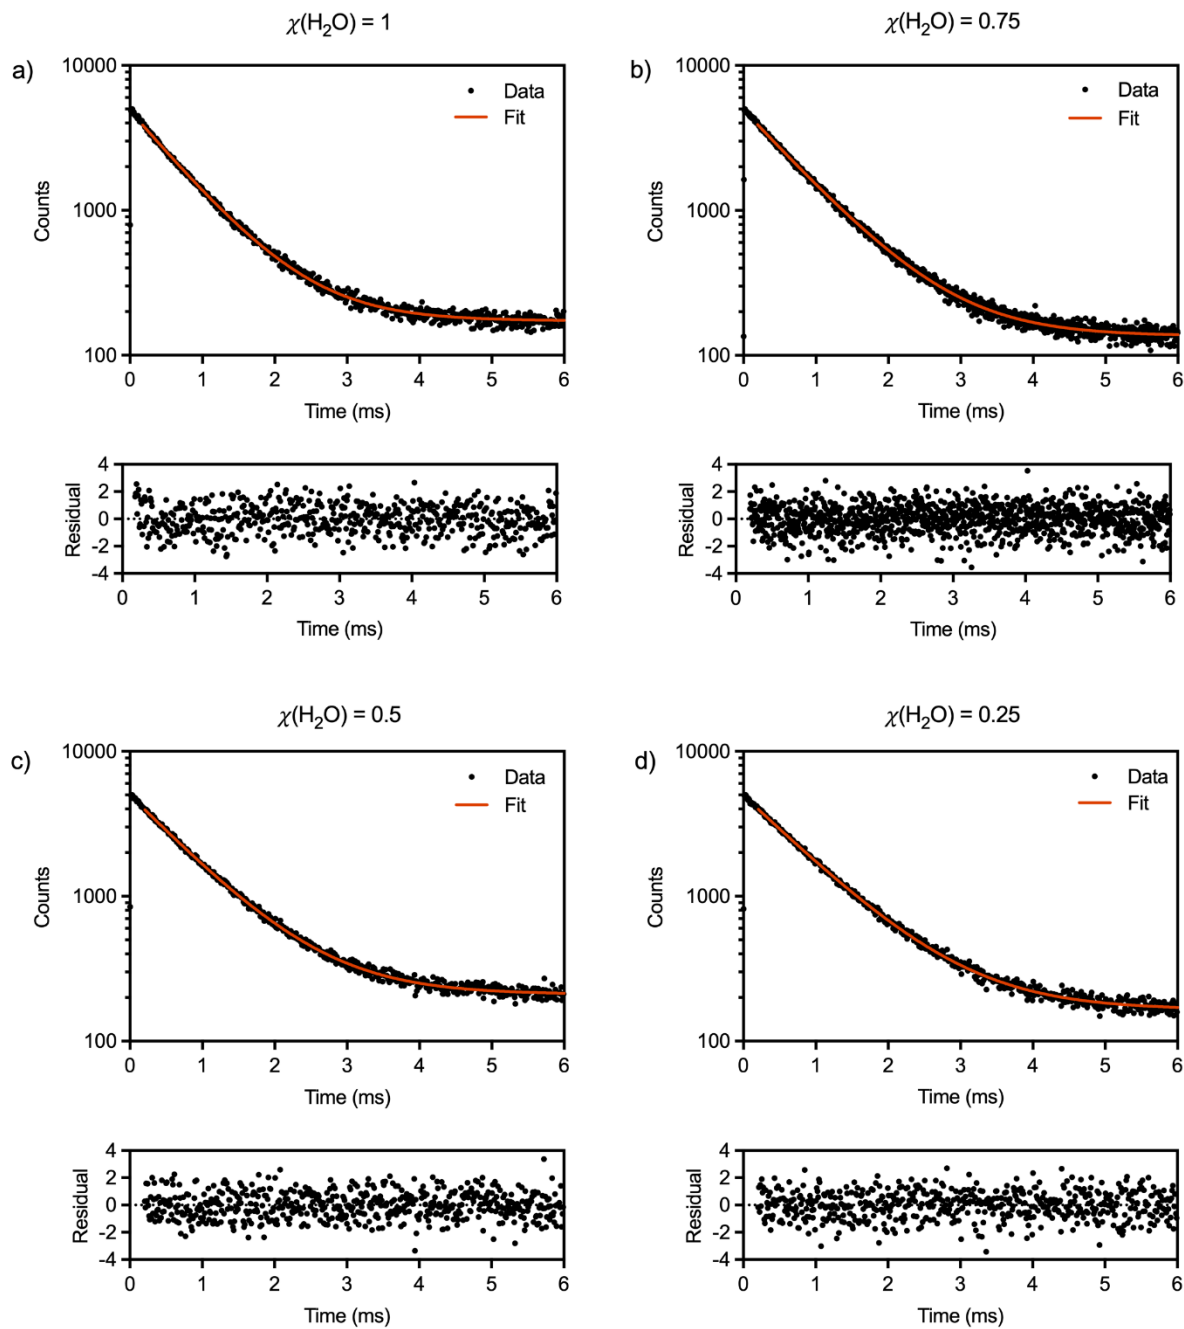 χ(H₂O) = 1
a)
10000
1000
100
Counts
Data
Fit
0 1 2 3 4 5 6
Time (ms)
4
2
0
-2
-4
Residual
0 1 2 3 4 5 6
Time (ms)
χ(H₂O) = 0.75
b)
10000
1000
100
Counts
Data
Fit
0 1 2 3 4 5 6
Time (ms)
4
2
0
-2
-4
Residual
0 1 2 3 4 5 6
Time (ms)
χ(H₂O) = 0.5
c)
10000
1000
100
Counts
Data
Fit
0 1 2 3 4 5 6
Time (ms)
4
2
0
-2
-4
Residual
0 1 2 3 4 5 6
Time (ms)
χ(H₂O) = 0.25
d)
10000
1000
100
Counts
Data
Fit
0 1 2 3 4 5 6
Time (ms)
4
2
0
-2
-4
Residual
0 1 2 3 4 5 6
Time (ms)